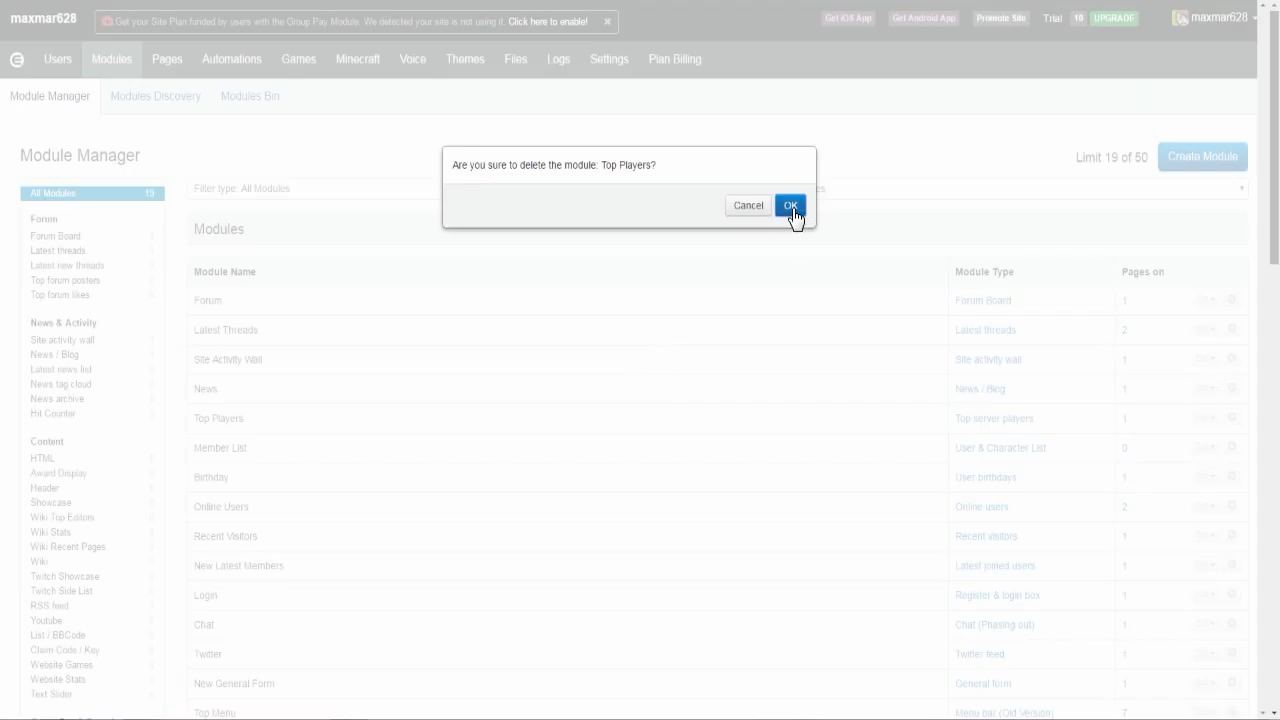 maxmar628
Get your Site Plan funded by users with the Group Pay Module. We detected your site is not using it. Click here to enable!
Get iOS App
Get Android App
Promote Site
Trial
10
UPGRADE
maxmar628
Users
Modules
Pages
Automations
Games
Minecraft
Voice
Themes
Files
Logs
Settings
Plan Billing
Module Manager
Modules Discovery
Modules Bin
Module Manager
Limit 19 of 50
Create Module
Are you sure to delete the module: Top Players?
Cancel
OK
All Modules 19
Forum
Forum Board
Latest threads
Latest new threads
Top forum posters
Top forum likes
News & Activity
Site activity wall
News / Blog
Latest news list
News tag cloud
News archive
Hit Counter
Content
HTML
Award Display
Header
Showcase
Wiki Top Editors
Wiki Stats
Wiki Recent Pages
Wiki
Twitch Showcase
Twitch Side List
RSS feed
Youtube
List / BBCode
Claim Code / Key
Website Games
Website Stats
Text Slider
Filter type: All Modules
Modules
Module Name Module Type Pages on
Forum Forum Board 1
Latest Threads Latest threads 2
Site Activity Wall Site activity wall 1
News News / Blog 1
Top Players Top server players 1
Member List User & Character List 0
Birthday User birthdays 1
Online Users Online users 2
Recent Visitors Recent visitors 1
New Latest Members Latest joined users 1
Login Register & login box 1
Chat Chat (Phasing out) 1
Twitter Twitter feed 1
New General Form General form 1
Top Menu Menu bar (Old Version) 7